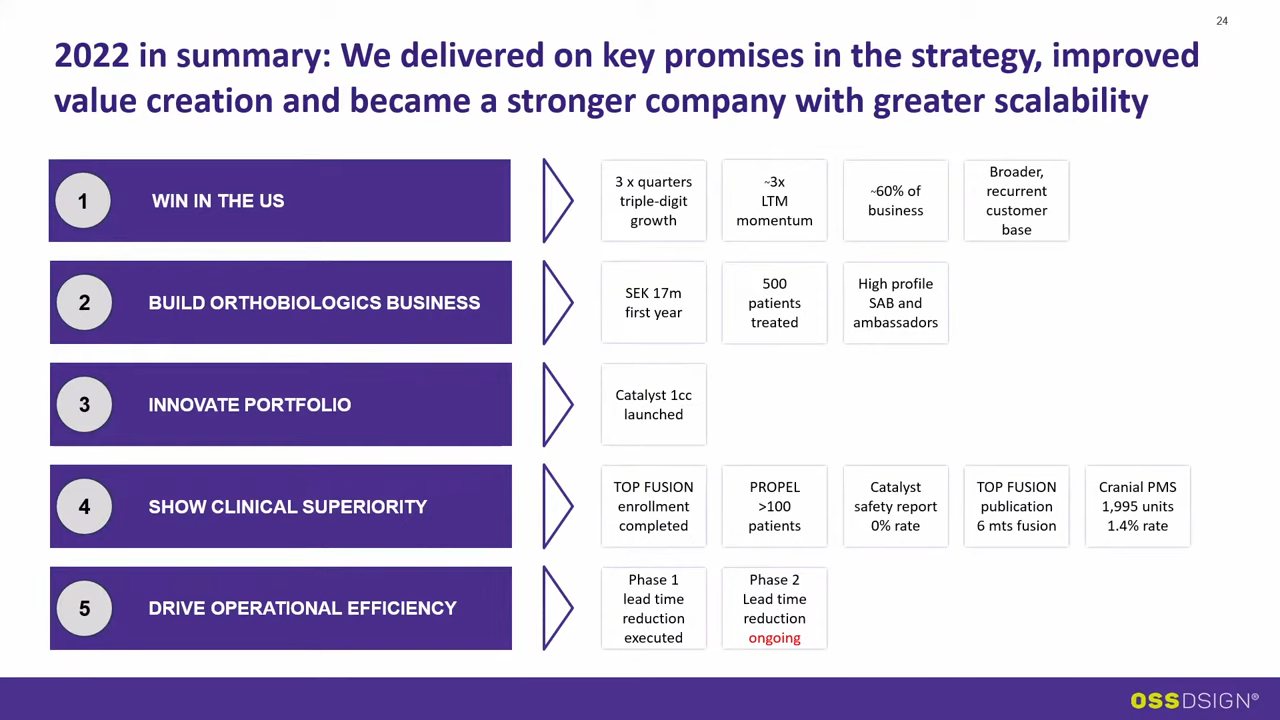 24
2022 in summary: We delivered on key promises in the strategy, improved
value creation and became a stronger company with greater scalability
1
WIN IN THE US
3 x quarters
triple-digit
growth
~3x
LTM
momentum
~60% of
business
Broader,
recurrent
customer
base
2
BUILD ORTHOBIOLOGICS BUSINESS
SEK 17m
first year
500
patients
treated
High profile
SAB and
ambassadors
3
INNOVATE PORTFOLIO
Catalyst 1cc
launched
4
SHOW CLINICAL SUPERIORITY
TOP FUSION
enrollment
completed
PROPEL
>100
patients
Catalyst
safety report
0% rate
TOP FUSION
publication
6 mts fusion
Cranial PMS
1,995 units
1.4% rate
5
DRIVE OPERATIONAL EFFICIENCY
Phase 1
lead time
reduction
executed
Phase 2
Lead time
reduction
ongoing
OSSDSIGN®